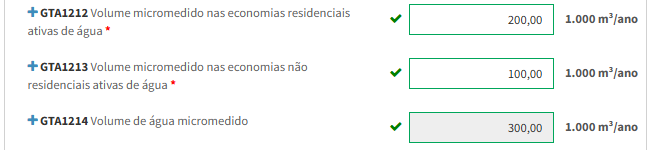 GTA1212 Volume micromedido nas economias residenciais
ativas de água *
200,00
1.000 m³/ano
GTA1213 Volume micromedido nas economias não
residenciais ativas de água *
100,00
1.000 m³/ano
GTA1214 Volume de água micromedido
300,00
1.000 m³/ano